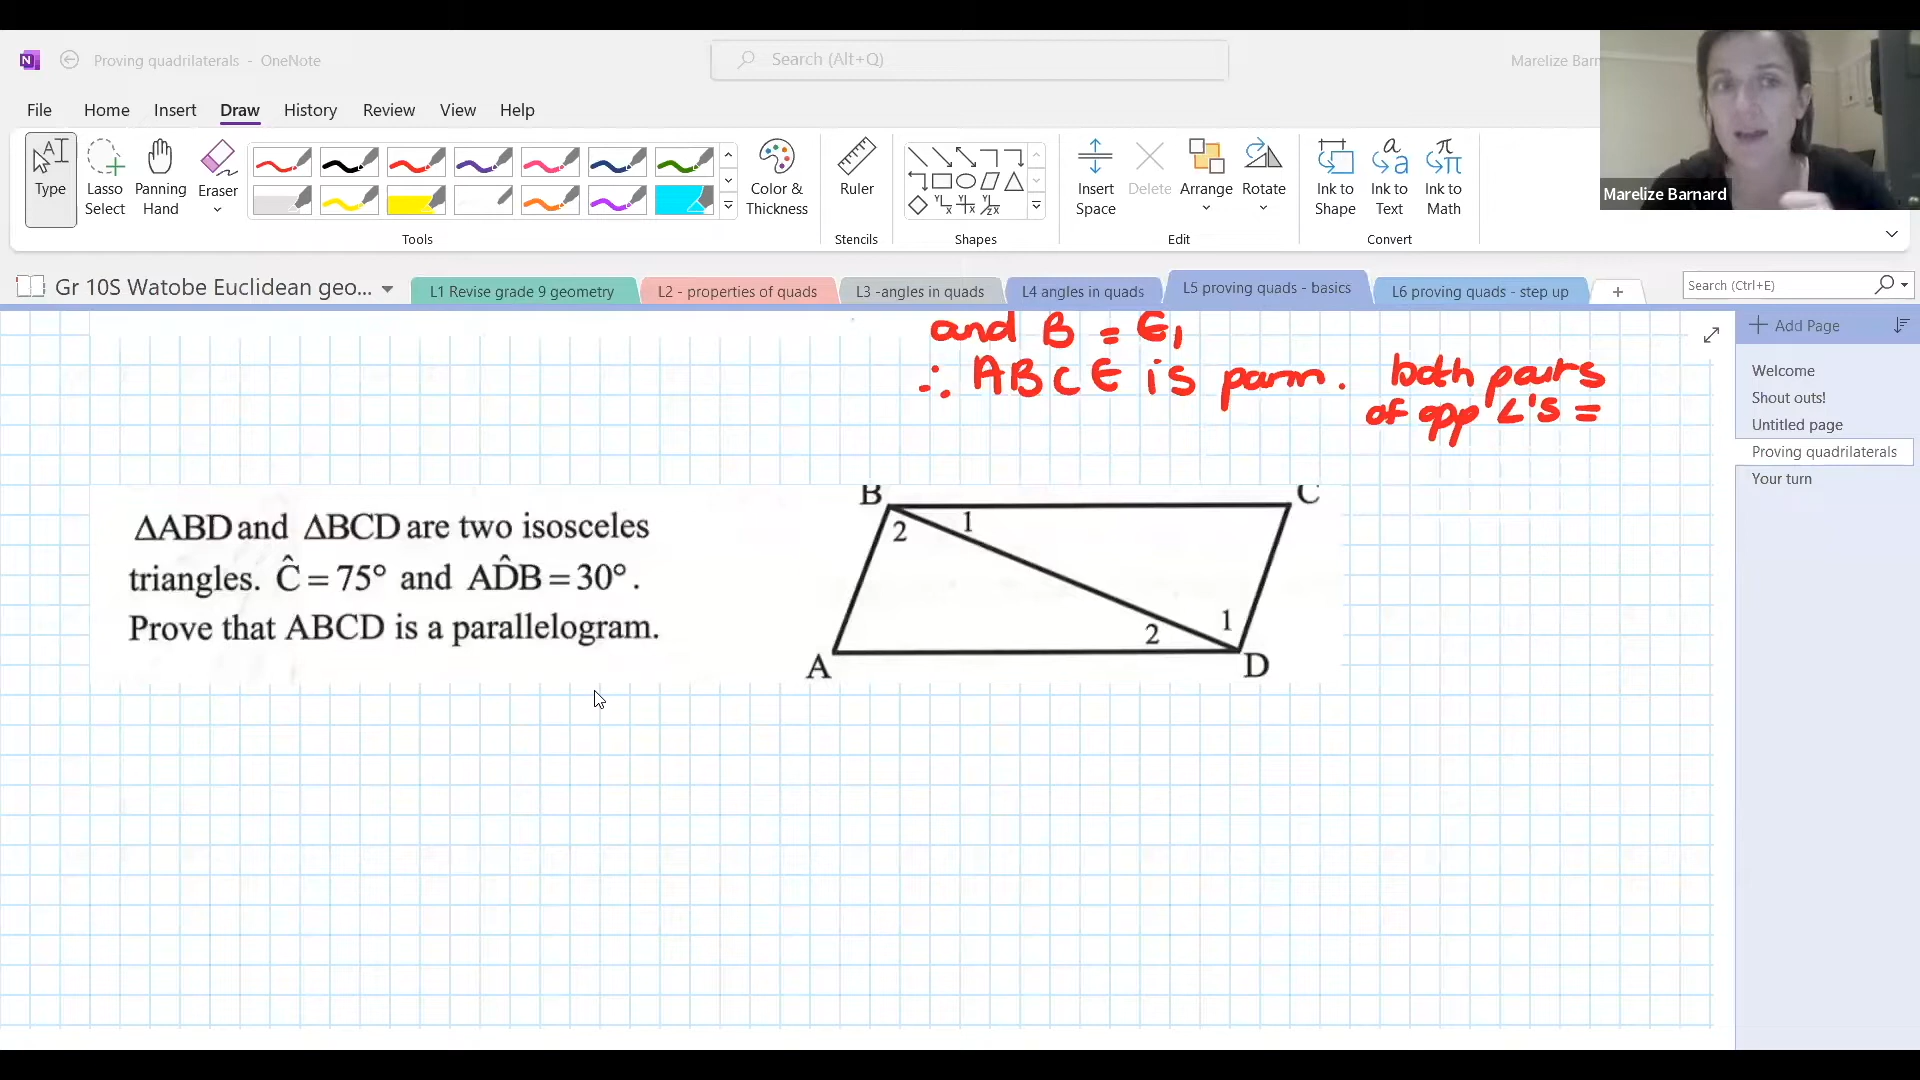 Proving quadrilaterals - OneNote
Search (Alt+Q)
Marelize Barn
File Home Insert Draw History Review View Help
Type
Lasso Select
Panning Hand
Eraser
Color & Thickness
Ruler
Insert Space
Delete
Arrange
Rotate
Ink to Shape
Ink to Text
Ink to Math
Marelize Barnard
Tools Stencils Shapes Edit Convert
Gr 10S Watobe Euclidean geo...
L1 Revise grade 9 geometry
L2 - properties of quads
L3 -angles in quads
L4 angles in quads
L5 proving quads - basics
L6 proving quads - step up
Search (Ctrl+E)
Add Page
Welcome
Shout outs!
Untitled page
Proving quadrilaterals
Your turn
and B = E₁
∴ ABCE is parm. both pairs
of opp ∠'s =
ΔABD and ΔBCD are two isosceles
triangles. Ĉ = 75° and AD̂B = 30°.
Prove that ABCD is a parallelogram.
B C
2 1
2 1
A D